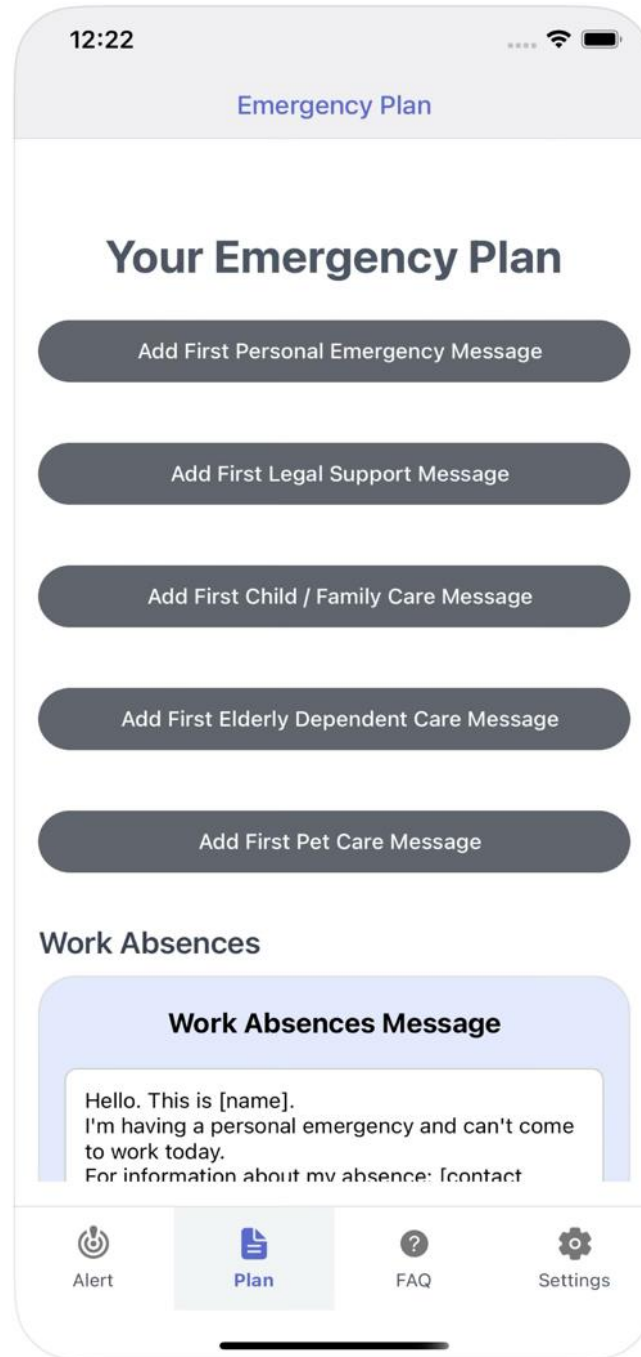 12:22
Emergency Plan
Your Emergency Plan
Add First Personal Emergency Message
Add First Legal Support Message
Add First Child / Family Care Message
Add First Elderly Dependent Care Message
Add First Pet Care Message
Work Absences
Work Absences Message
Hello. This is [name].
I'm having a personal emergency and can't come
to work today.
For information about my absence: [contact
Alert
Plan
FAQ
Settings